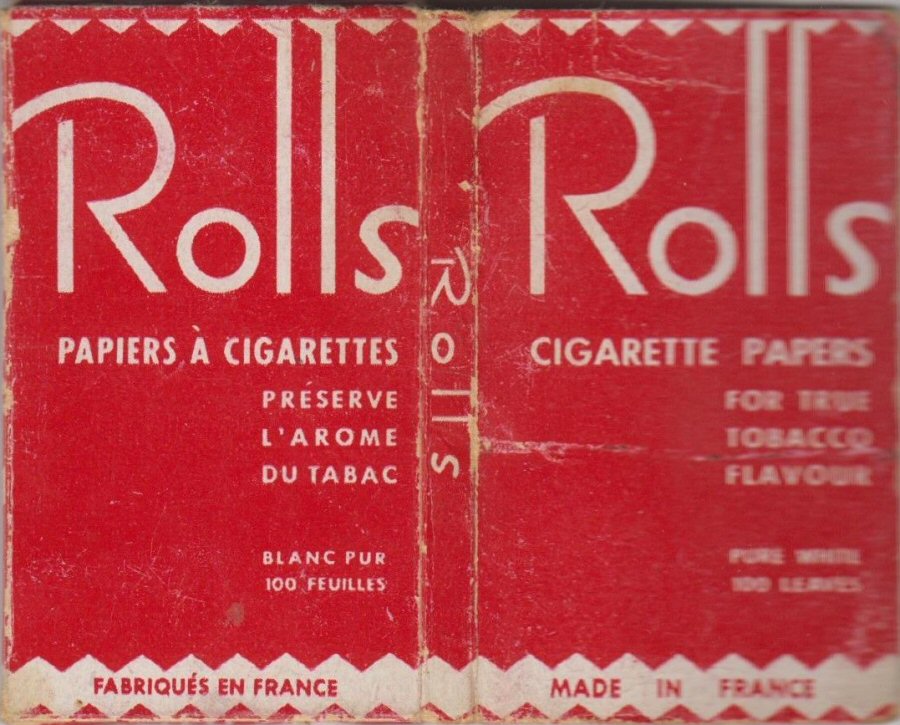 Rolls
PAPIERS À CIGARETTES
PRÉSERVE
L'AROME
DU TABAC
BLANC PUR
100 FEUILLES
FABRIQUÉS EN FRANCE
Rolls
Rolls
CIGARETTE PAPERS
FOR TRUE
TOBACCO
FLAVOUR
PURE WHITE
100 LEAVES
MADE IN FRANCE